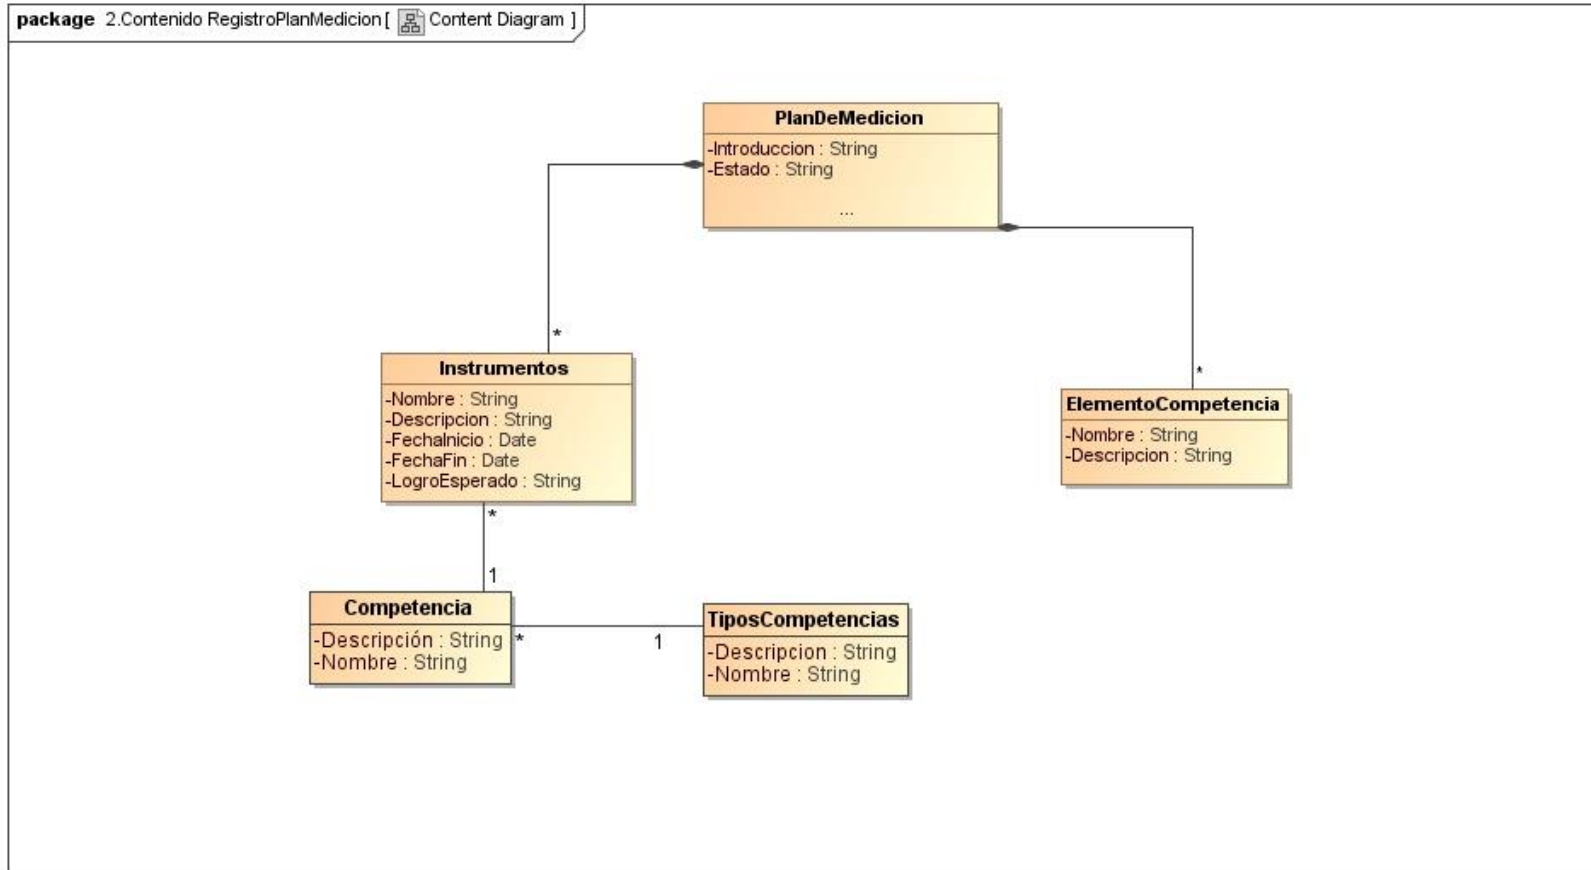 package 2.Contenido RegistroPlanMedicion [ Content Diagram ]
PlanDeMedicion
-Introduccion : String
-Estado : String
...
*
*
Instrumentos
-Nombre : String
-Descripcion : String
-FechaInicio : Date
-FechaFin : Date
-LogroEsperado : String
ElementoCompetencia
-Nombre : String
-Descripcion : String
*
1
Competencia
-Descripción : String
-Nombre : String
*
1
TiposCompetencias
-Descripcion : String
-Nombre : String